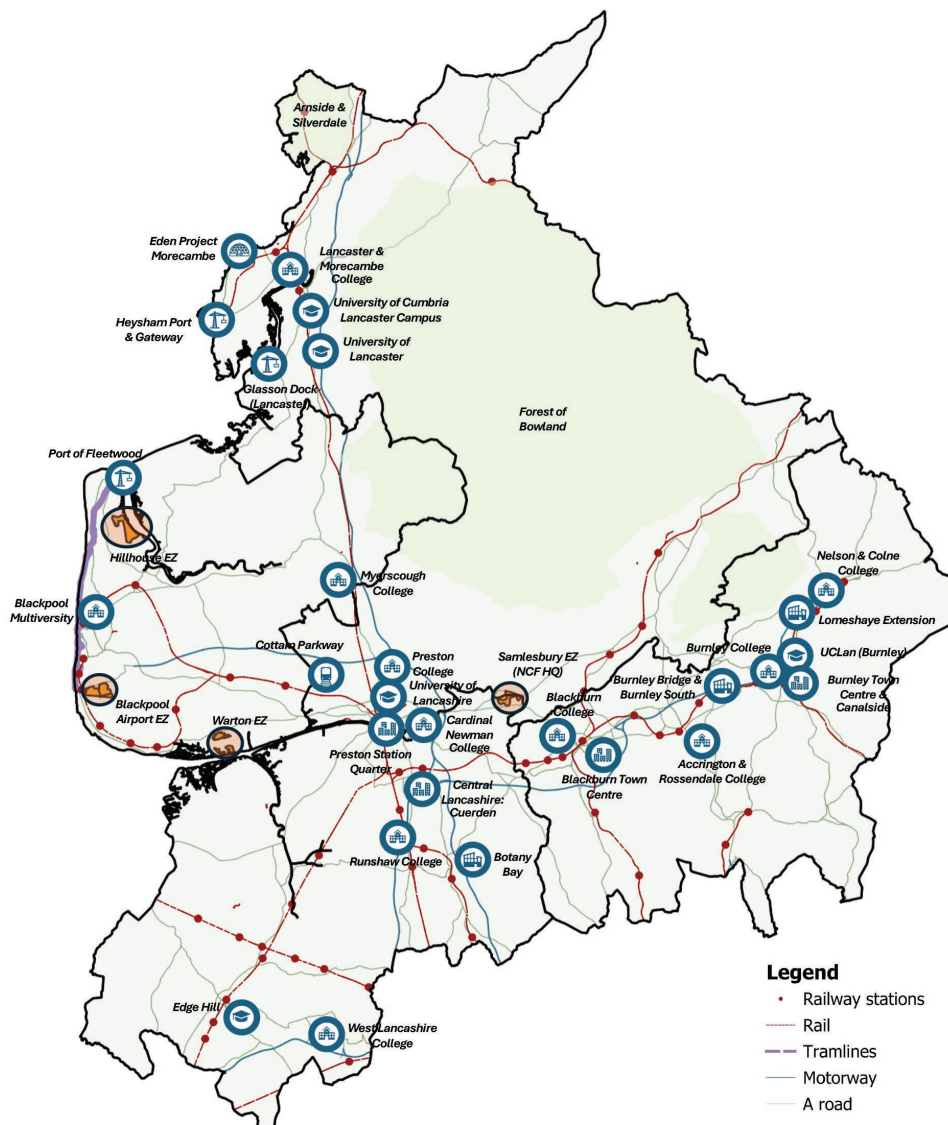 Arnside &
Silverdale
Eden Project
Morecambe
Lancaster &
Morecambe
College
University of Cumbria
Lancaster Campus
Heysham Port
& Gateway
University of
Lancaster
Glasson Dock
(Lancaster)
Forest of
Bowland
Port of Fleetwood
Hillhouse EZ
Myerscough
College
Nelson & Colne
College
Blackpool
Multiversity
Lomeshaye Extension
Cottam Parkway
Preston
College
Samlesbury EZ
(NCF HQ)
Burnley College
UCLan (Burnley)
University of
Lancashire
Blackburn
College
Burnley Bridge &
Burnley South
Burnley Town
Centre &
Canalside
Blackpool
Airport EZ
Warton EZ
Cardinal
Newman
College
Preston Station
Quarter
Accrington &
Rossendale College
Blackburn Town
Centre
Central
Lancashire:
Cuerden
Runshaw College
Botany
Bay
Edge Hill
West Lancashire
College
Legend
Railway stations
Rail
Tramlines
Motorway
A road